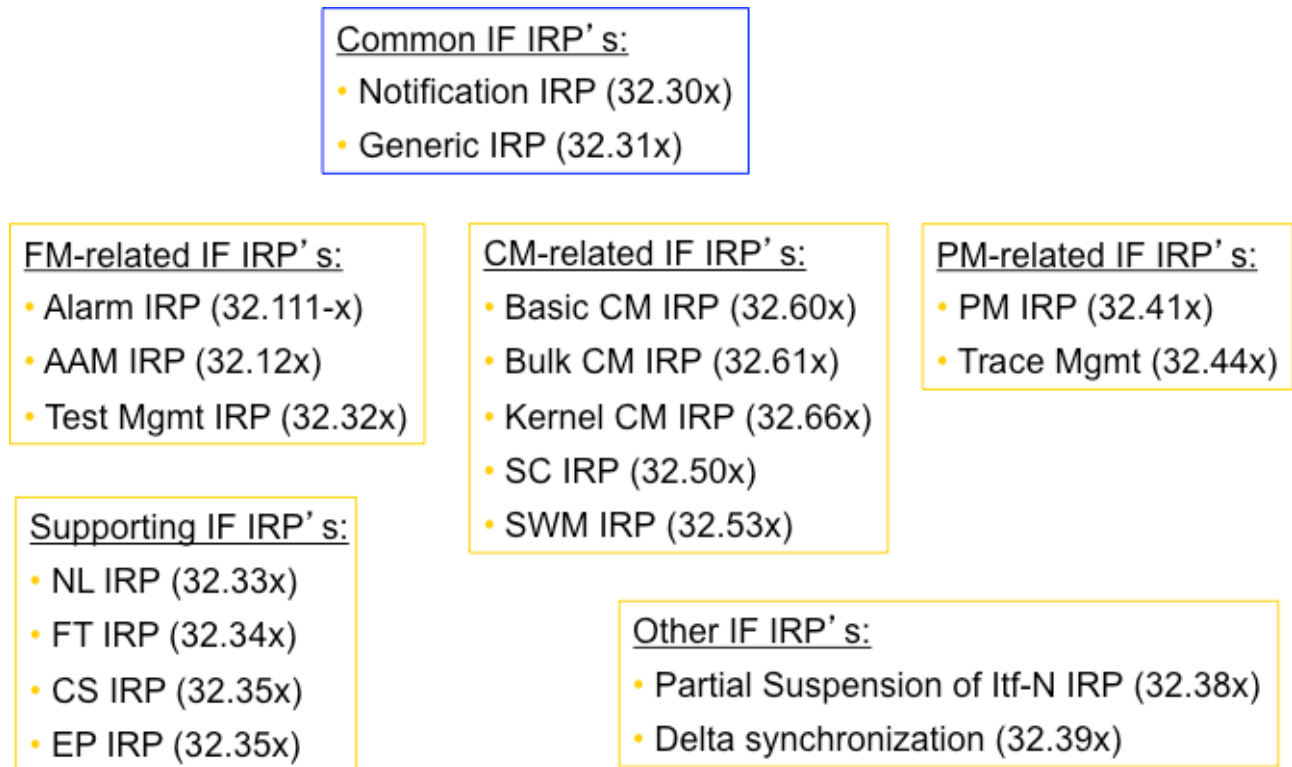 Common IF IRP’s:
• Notification IRP (32.30x)
• Generic IRP (32.31x)
FM-related IF IRP’s:
• Alarm IRP (32.111-x)
• AAM IRP (32.12x)
• Test Mgmt IRP (32.32x)
CM-related IF IRP’s:
• Basic CM IRP (32.60x)
• Bulk CM IRP (32.61x)
• Kernel CM IRP (32.66x)
• SC IRP (32.50x)
• SWM IRP (32.53x)
PM-related IF IRP’s:
• PM IRP (32.41x)
• Trace Mgmt (32.44x)
Supporting IF IRP’s:
• NL IRP (32.33x)
• FT IRP (32.34x)
• CS IRP (32.35x)
• EP IRP (32.35x)
Other IF IRP’s:
• Partial Suspension of Itf-N IRP (32.38x)
• Delta synchronization (32.39x)